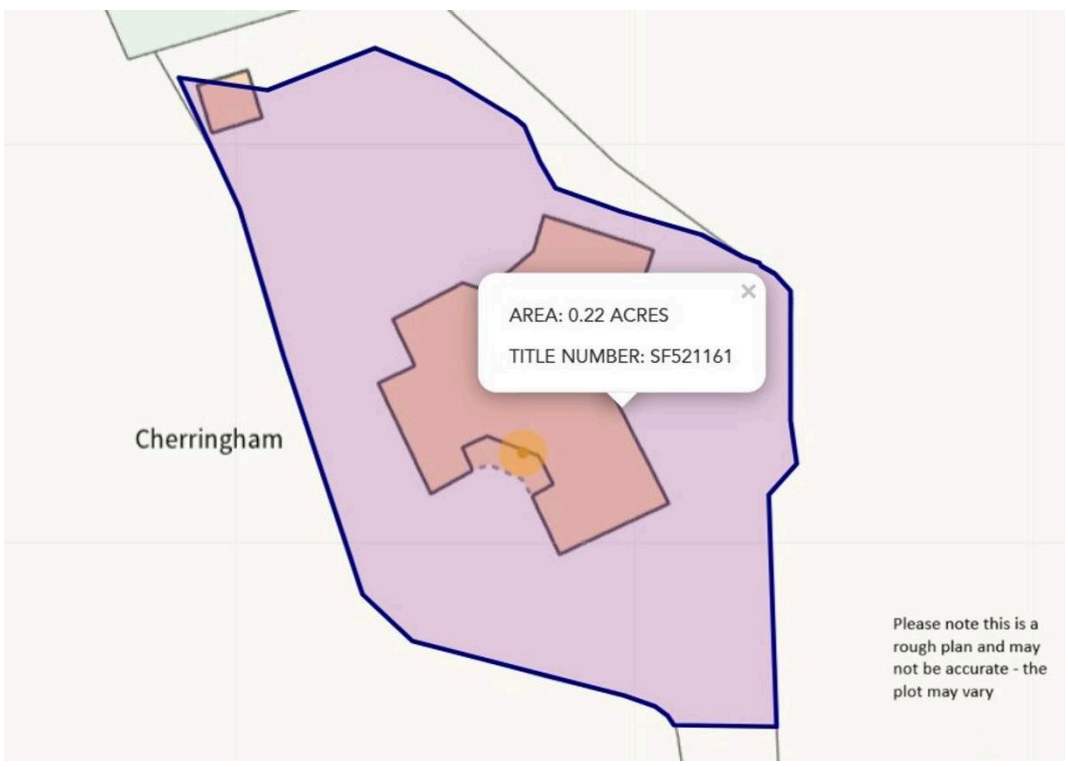 AREA: 0.22 ACRES
TITLE NUMBER: SF521161
Cherringham
Please note this is a
rough plan and may
not be accurate - the
plot may vary